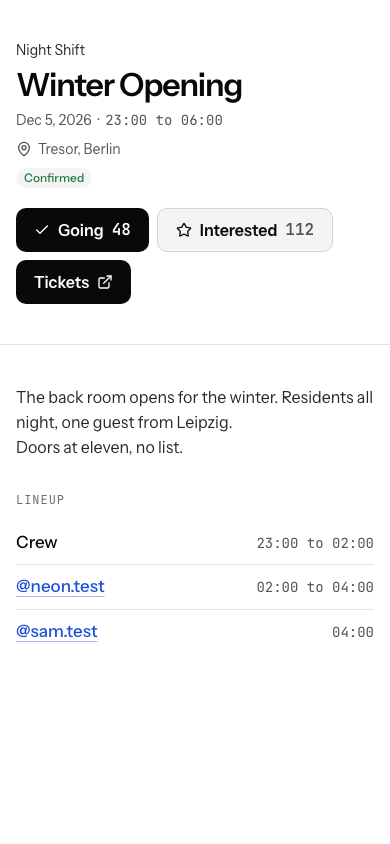 Night Shift
Winter Opening
Dec 5, 2026 · 23:00 to 06:00
Tresor, Berlin
Confirmed
Going 48
Interested 112
Tickets
The back room opens for the winter. Residents all
night, one guest from Leipzig.
Doors at eleven, no list.
LINEUP
Crew 23:00 to 02:00
@neon.test 02:00 to 04:00
@sam.test 04:00